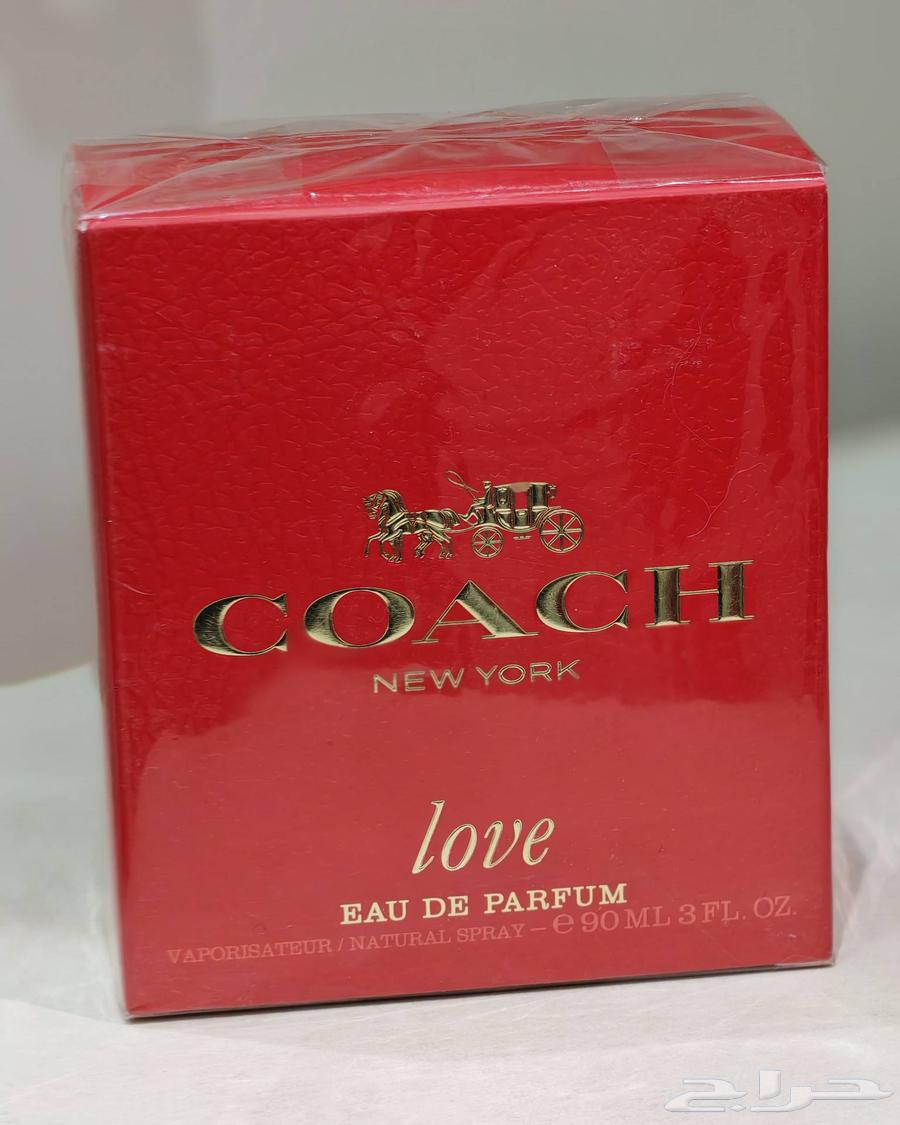 COACH
NEW YORK
love
EAU DE PARFUM
VAPORISATEUR / NATURAL SPRAY – ℮ 90 ML 3 FL. OZ.
حراج